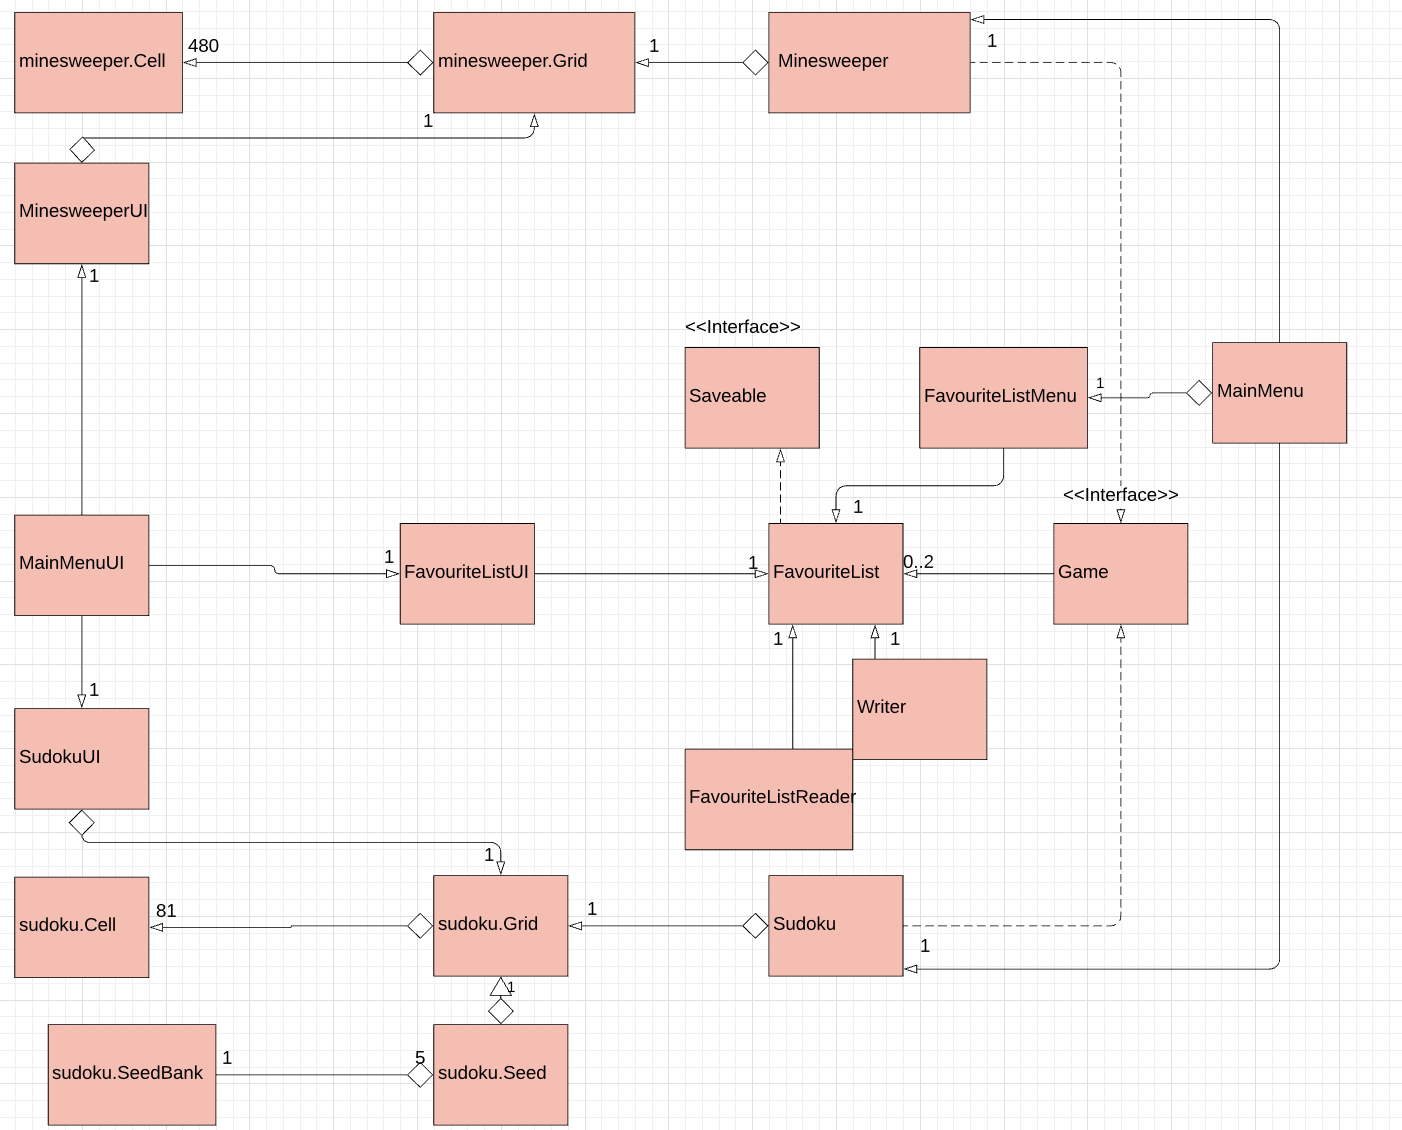 minesweeper.Cell
480
minesweeper.Grid
1
Minesweeper
1
1
MinesweeperUI
1
<<Interface>>
Saveable
FavouriteListMenu
1
MainMenu
1
<<Interface>>
MainMenuUI
1
FavouriteListUI
1
FavouriteList
0..2
Game
1
1
1
Writer
SudokuUI
FavouriteListReader
1
sudoku.Cell
81
sudoku.Grid
1
Sudoku
1
1
sudoku.SeedBank
1
5
sudoku.Seed